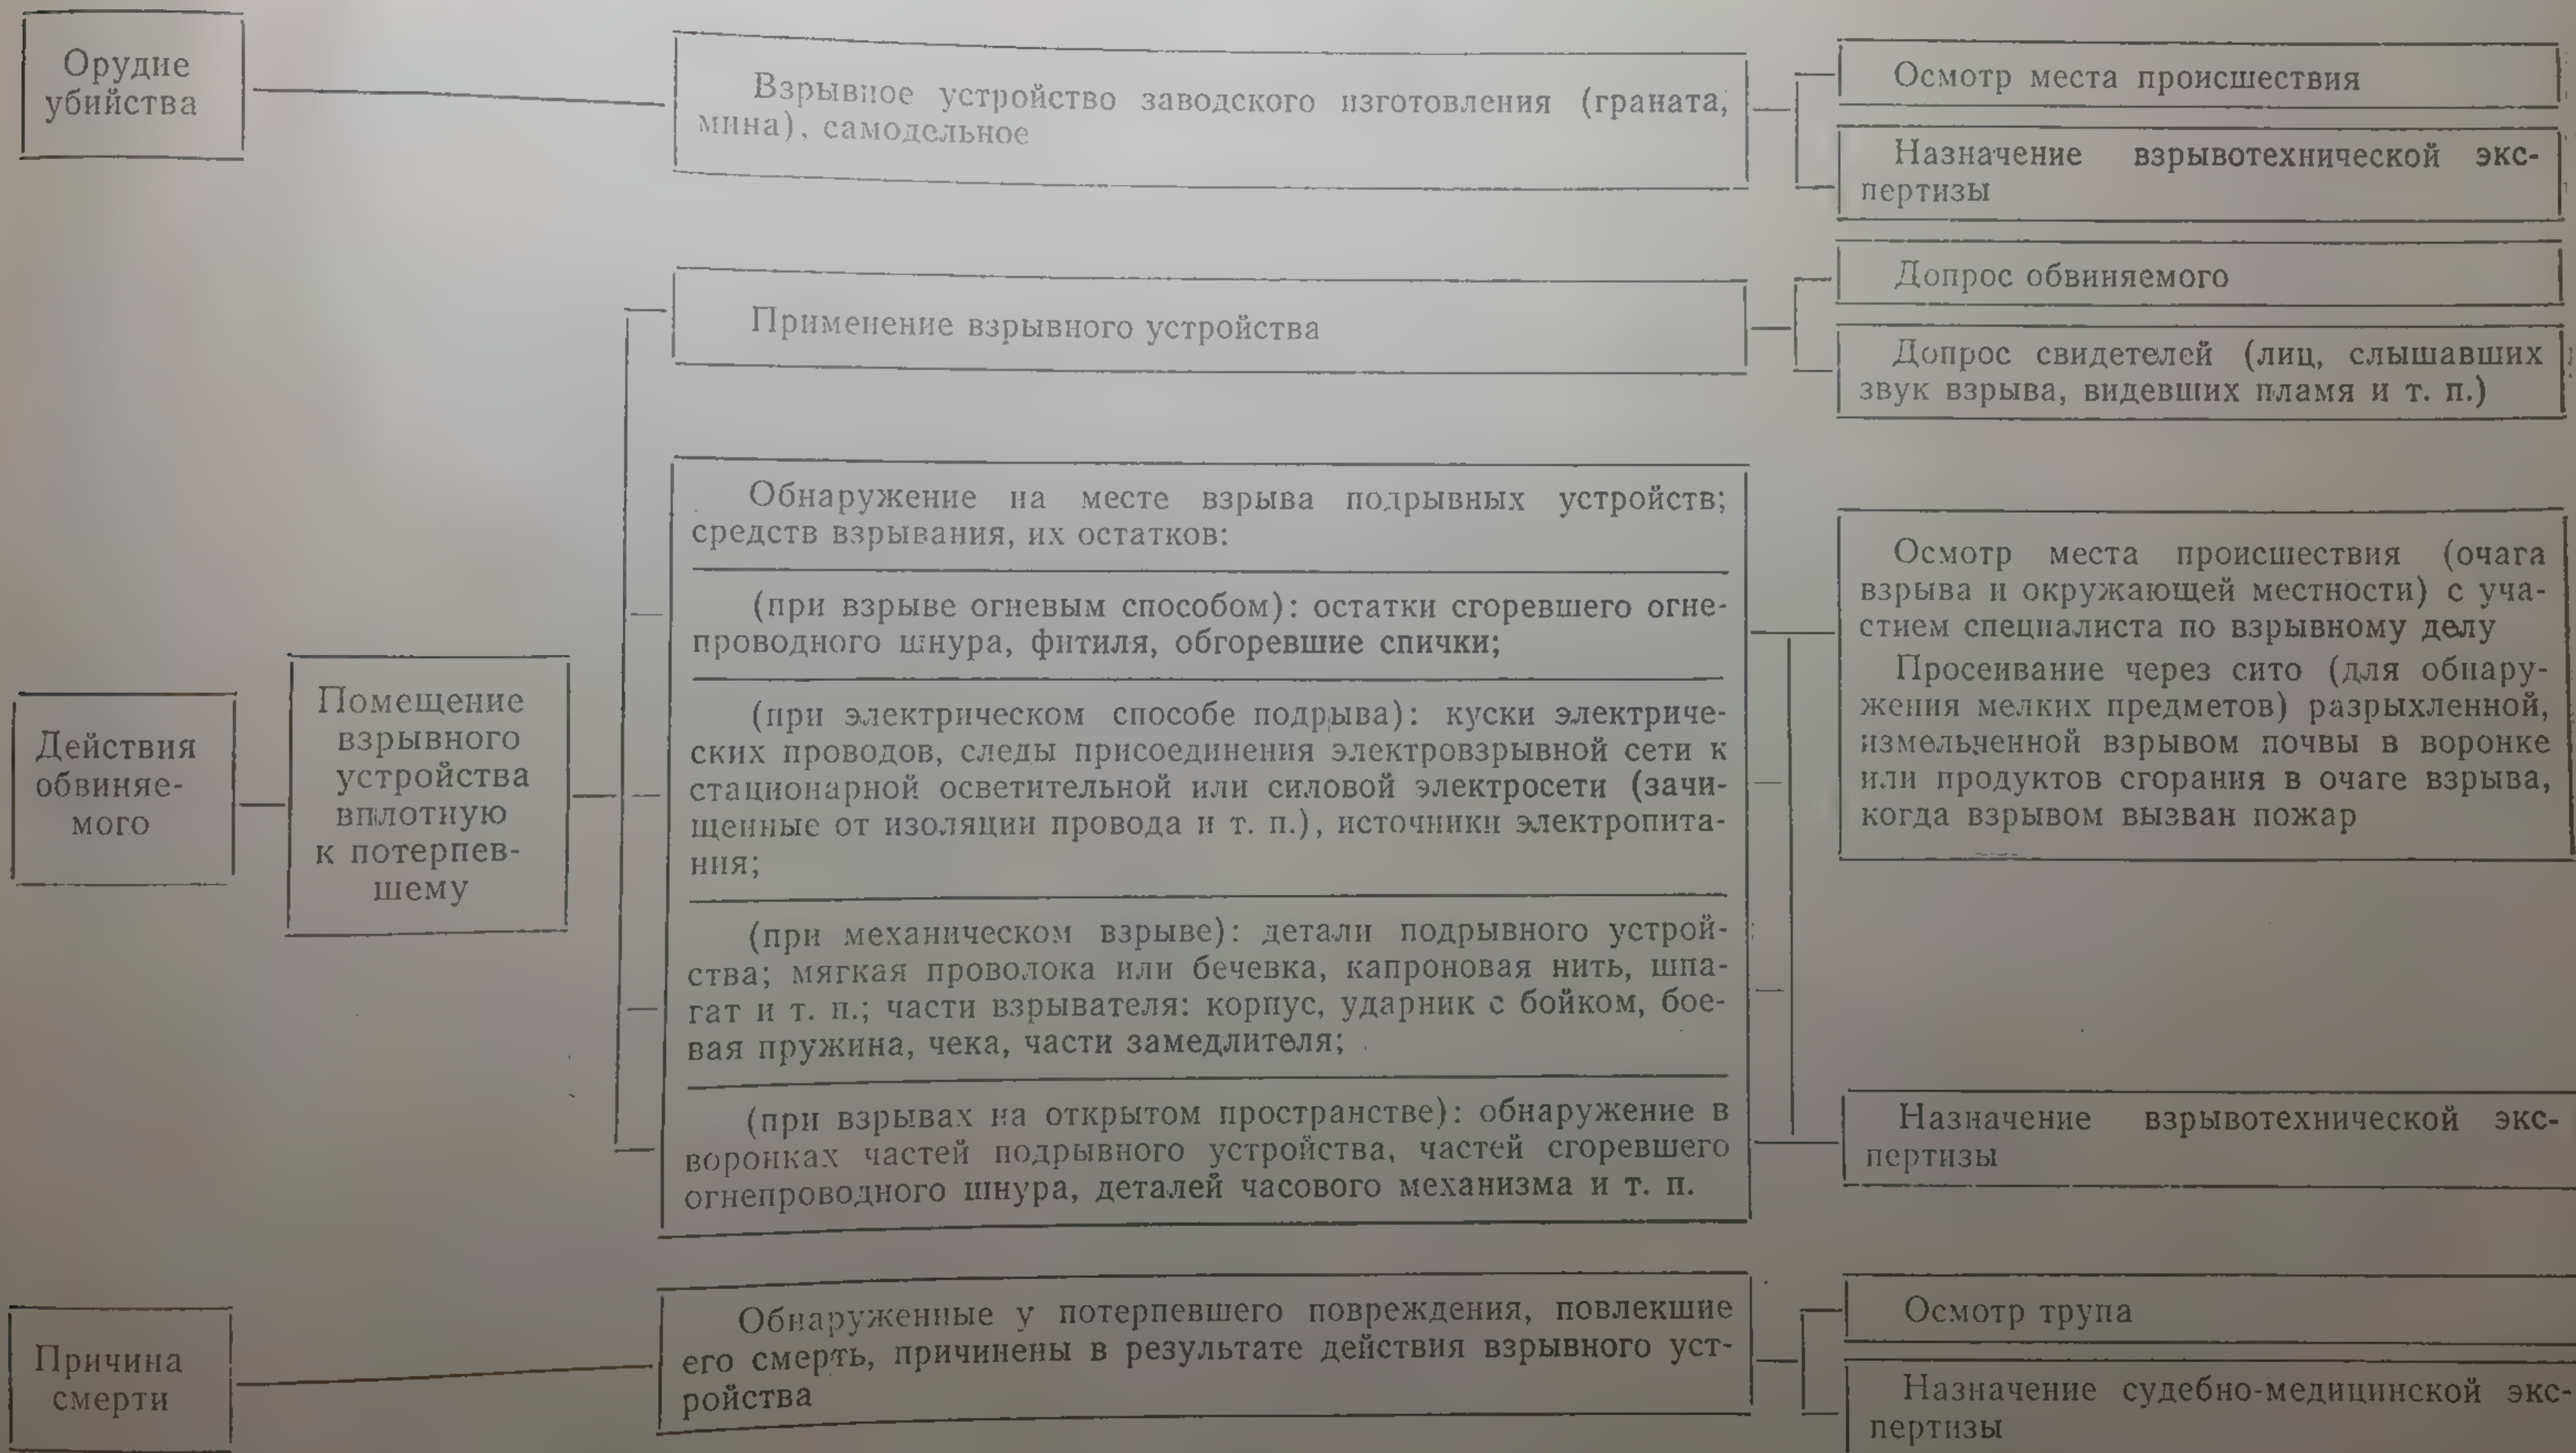 Орудие
убийства
Взрывное устройство заводского изготовления (граната,
мина), самодельное
Осмотр места происшествия
Назначение взрывотехнической экс-
пертизы
Действия
обвиняе-
мого
Помещение
взрывного
устройства
вплотную
к потерпев-
шему
Применение взрывного устройства
Допрос обвиняемого
Допрос свидетелей (лиц, слышавших
звук взрыва, видевших пламя и т. п.)
Обнаружение на месте взрыва подрывных устройств;
средств взрывания, их остатков:
(при взрыве огневым способом): остатки сгоревшего огне-
проводного шнура, фитиля, обгоревшие спички;
(при электрическом способе подрыва): куски электриче-
ских проводов, следы присоединения электровзрывной сети к
стационарной осветительной или силовой электросети (зачи-
щенные от изоляции провода и т. п.), источники электропита-
ния;
(при механическом взрыве): детали подрывного устрой-
ства; мягкая проволока или бечевка, капроновая нить, шпа-
гат и т. п.; части взрывателя: корпус, ударник с бойком, бое-
вая пружина, чека, части замедлителя;
(при взрывах на открытом пространстве): обнаружение в
воронках частей подрывного устройства, частей сгоревшего
огнепроводного шнура, деталей часового механизма и т. п.
Осмотр места происшествия (очага
взрыва и окружающей местности) с уча-
стием специалиста по взрывному делу
Просеивание через сито (для обнару-
жения мелких предметов) разрыхленной,
измельченной взрывом почвы в воронке
или продуктов сгорания в очаге взрыва,
когда взрывом вызван пожар
Назначение взрывотехнической экс-
пертизы
Причина
смерти
Обнаруженные у потерпевшего повреждения, повлекшие
его смерть, причинены в результате действия взрывного уст-
ройства
Осмотр трупа
Назначение судебно-медицинской экс-
пертизы